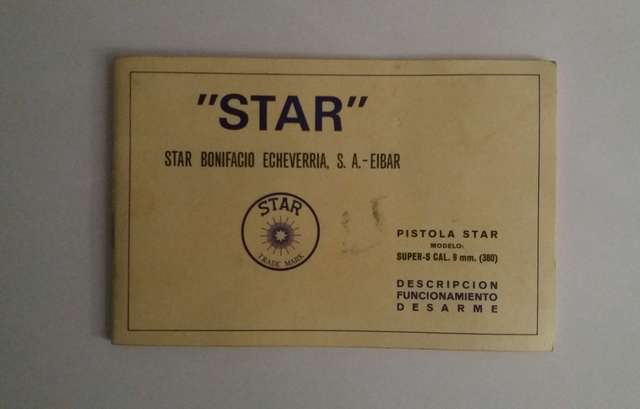 "STAR"
STAR BONIFACIO ECHEVERRIA, S. A.-EIBAR
STAR
TRADE MARK
PISTOLA STAR
MODELO:
SUPER-S CAL. 9 mm. (380)
DESCRIPCION
FUNCIONAMIENTO
DESARME